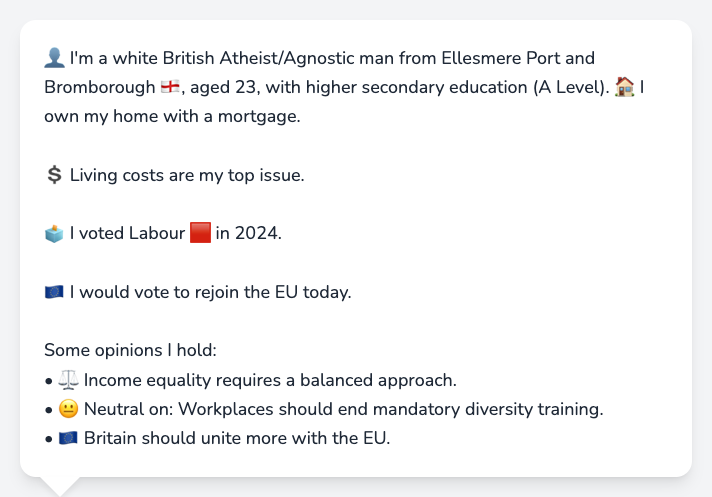 👤 I'm a white British Atheist/Agnostic man from Ellesmere Port and
Bromborough 🏴󠁧󠁢󠁥󠁮󠁧󠁿, aged 23, with higher secondary education (A Level). 🏠 I
own my home with a mortgage.
💲 Living costs are my top issue.
🗳️ I voted Labour 🟥 in 2024.
🇪🇺 I would vote to rejoin the EU today.
Some opinions I hold:
• ⚖️ Income equality requires a balanced approach.
• 😐 Neutral on: Workplaces should end mandatory diversity training.
• 🇪🇺 Britain should unite more with the EU.